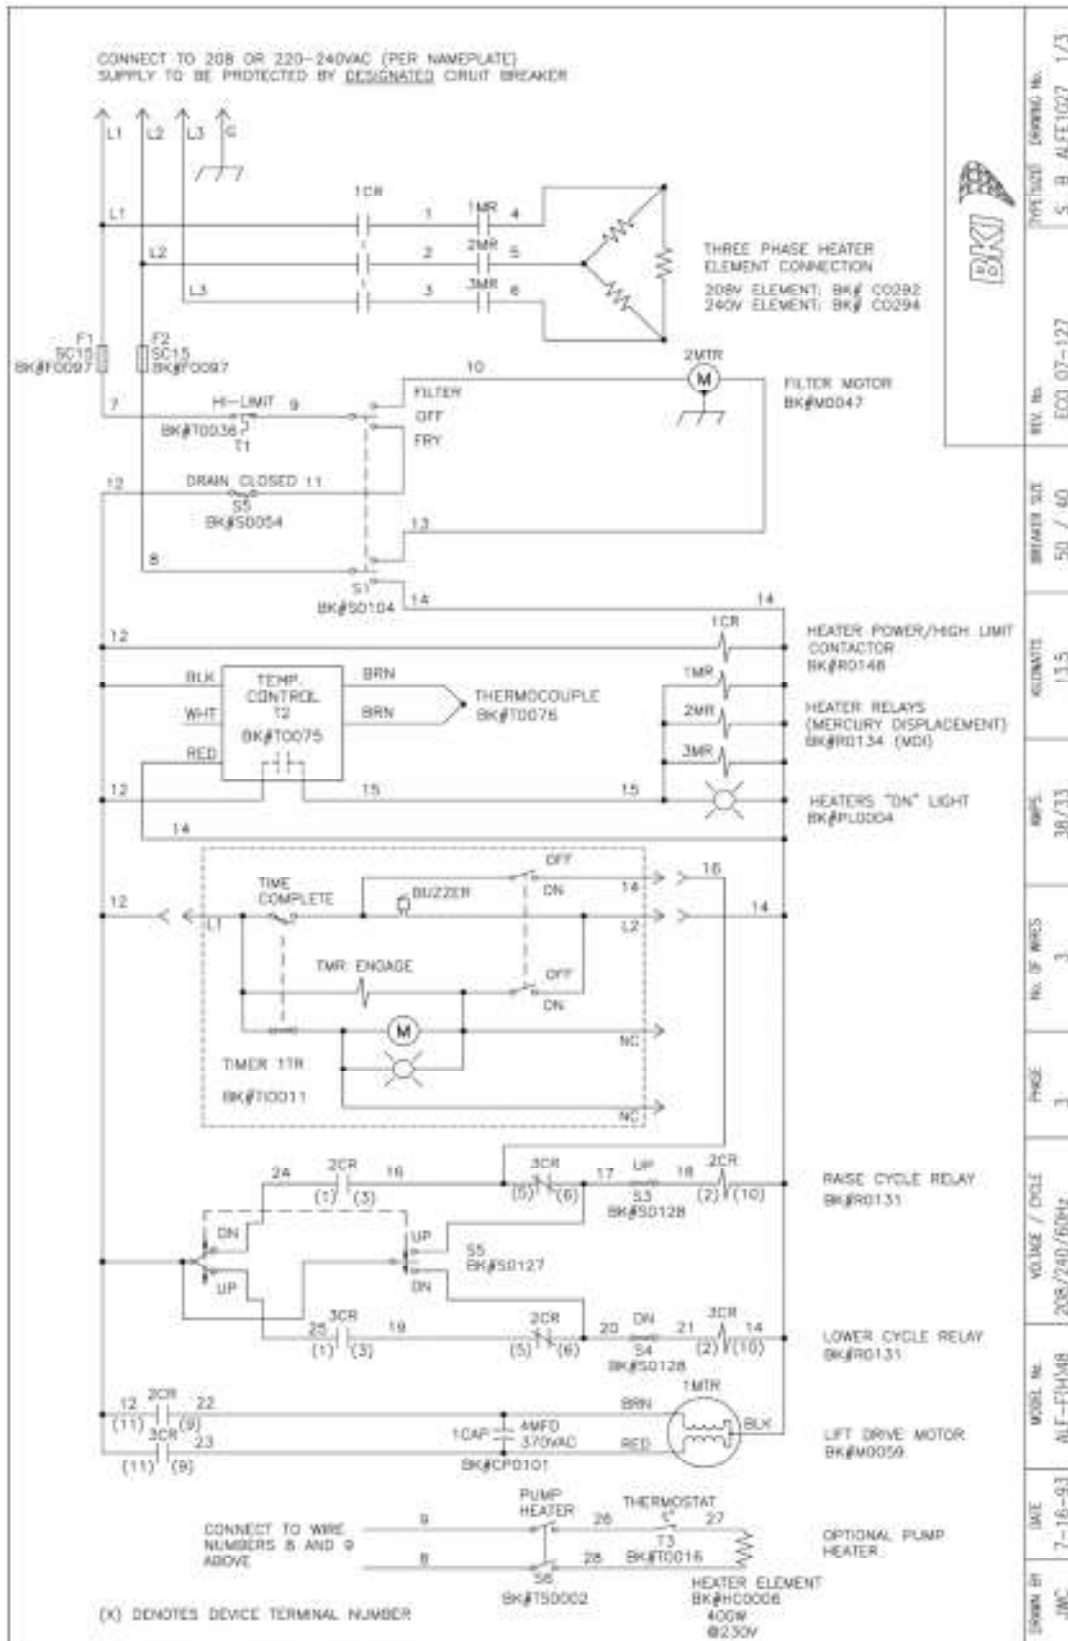 CONNECT TO 208 OR 220-240VAC (PER NAMEPLATE)
SUPPLY TO BE PROTECTED BY DESIGNATED CIRUIT BREAKER
L1 L2 L3 G
1CR
L1 1 1MR 4
L2 2 2MR 5
L3 3 3MR 6
THREE PHASE HEATER
ELEMENT CONNECTION
208V ELEMENT: BK# C0292
240V ELEMENT: BK# C0294
F1
SC15
BK#F0097
F2
SC15
BK#F0097
2MTR
M
FILTER MOTOR
BK#M0047
10
7 HI-LIMIT 9
BK#T0036
T1
FILTER
OFF
FRY
12 DRAIN CLOSED 11
S5
BK#S0054
13
8
S1
BK#S0104
14 14
12 1CR
HEATER POWER/HIGH LIMIT
CONTACTOR
BK#R0148
BLK
WHT
RED
TEMP.
CONTROL
T2
BK#T0075
BRN
BRN
THERMOCOUPLE
BK#T0076
1MR
2MR
3MR
HEATER RELAYS
(MERCURY DISPLACEMENT)
BK#R0134 (MDI)
12 15 15
HEATERS "ON" LIGHT
BK#PL0004
14
12 L1
TIME
COMPLETE
BUZZER
OFF
ON
14 16
L2 14
TMR ENGAGE
OFF
ON
M
NC
NC
TIMER 1TR
BK#TI0011
24 2CR 16 3CR 17 UP 18 2CR
(1) (3) (5) (6) S3 (2) (10)
BK#S0128
RAISE CYCLE RELAY
BK#R0131
DN
UP
UP
DN
S5
BK#S0127
25 3CR 19 2CR 20 DN 21 3CR 14
(1) (3) (5) (6) S4 (2) (10)
BK#S0128
LOWER CYCLE RELAY
BK#R0131
12 2CR 22
(11) (9)
3CR 23
(11) (9)
1CAP
4MFD
370VAC
BK#CP0101
1MTR
BRN
RED
BLK
LIFT DRIVE MOTOR
BK#M0059
CONNECT TO WIRE
NUMBERS 8 AND 9
ABOVE
9
8
PUMP
HEATER
S6
BK#TS0002
26
28
THERMOSTAT
T3
BK#T0016
27
OPTIONAL PUMP
HEATER
HEATER ELEMENT
BK#HC0006
400W
@230V
(X) DENOTES DEVICE TERMINAL NUMBER
BKI
DRAWN BY JMC
DATE 7-16-93
MODEL No. ALF-F(H)48
VOLTAGE / CYCLE 208/240/60Hz
PHASE 3
No. OF WIRES 3
AMPS. 38/33
KILOWATTS 13.5
BREAKER SIZE 50 / 40
REV. No. ECO 07-127
TYPE SIZE S B
DRAWING No. ALFE1027 1/3